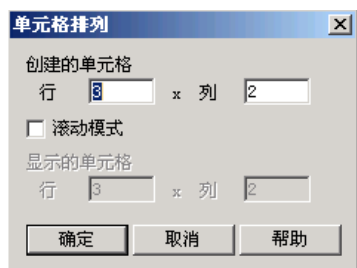 单元格排列
创建的单元格
行 3 x 列 2
滚动模式
显示的单元格
行 3 x 列 2
确定 取消 帮助